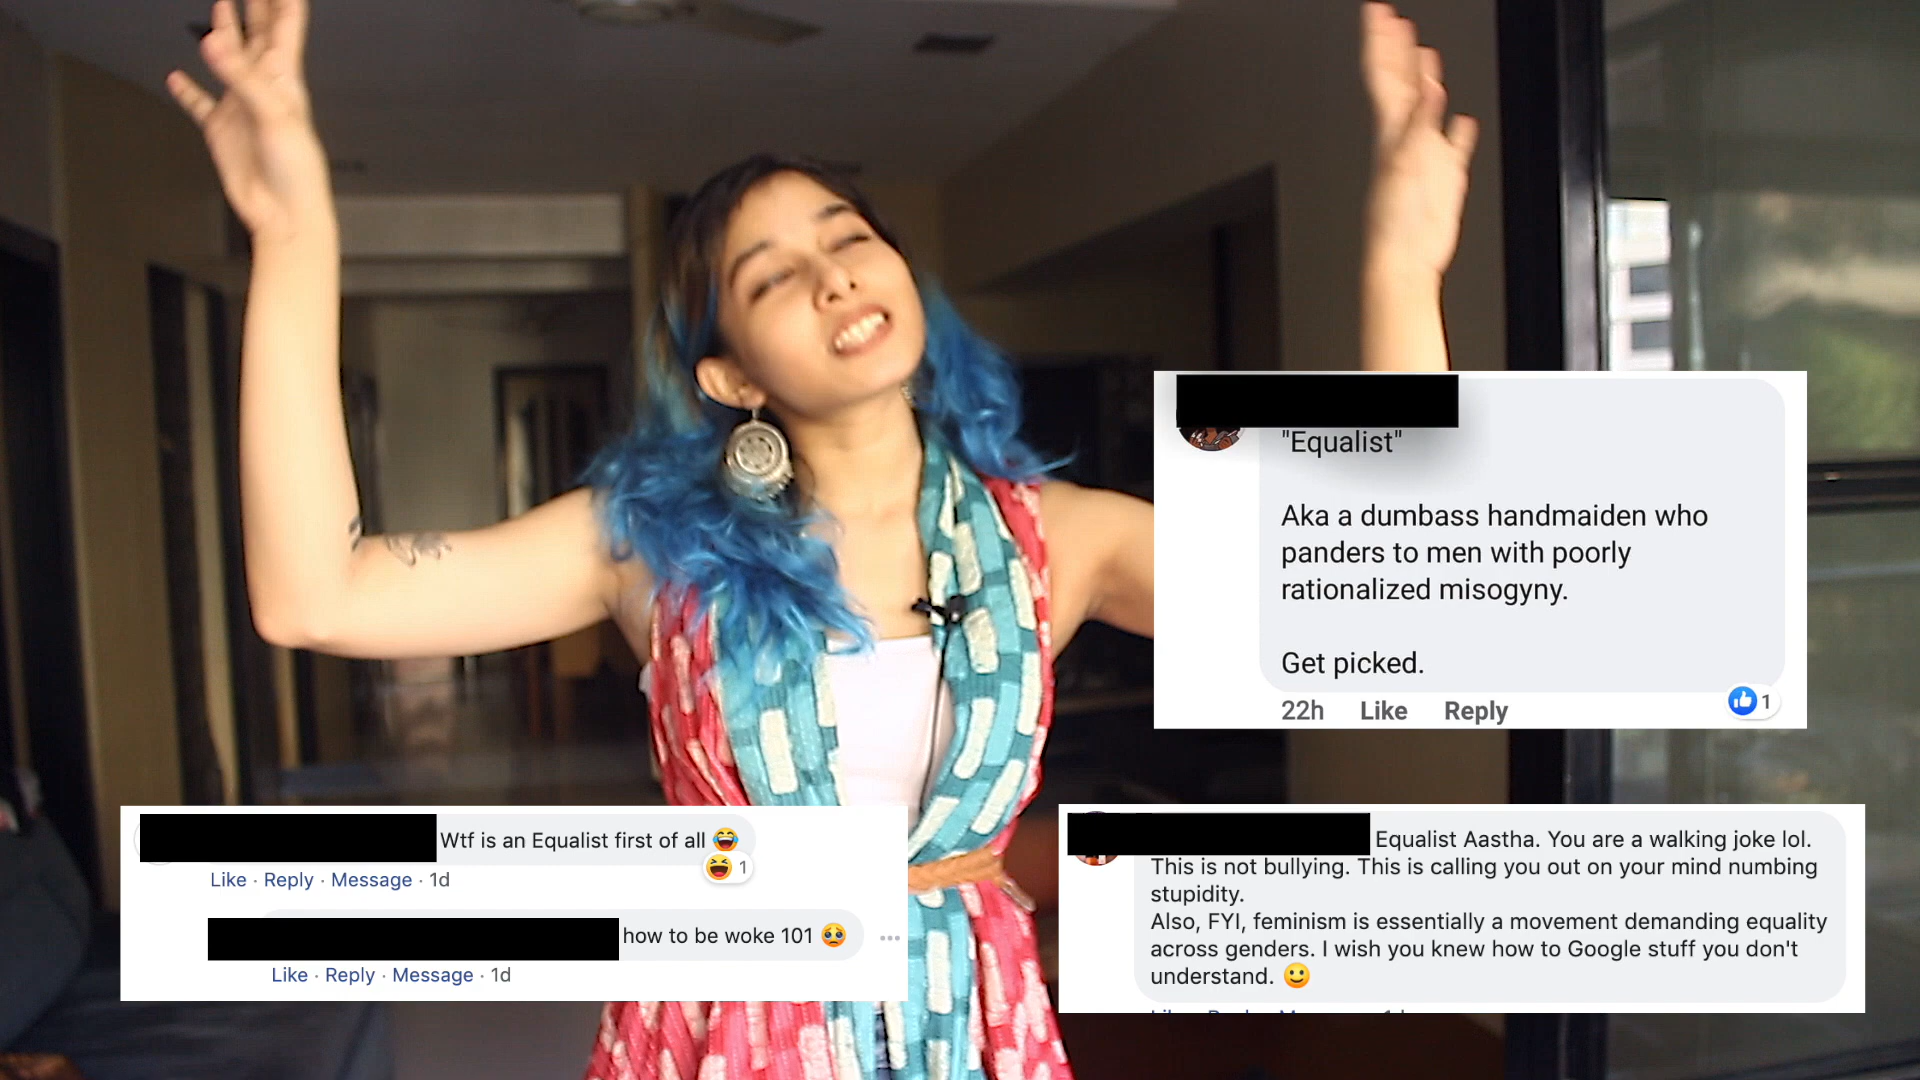 "Equalist"
Aka a dumbass handmaiden who
panders to men with poorly
rationalized misogyny.
Get picked.
22h Like Reply
1
Wtf is an Equalist first of all 😂
1
Like · Reply · Message · 1d
how to be woke 101 🥺
Like · Reply · Message · 1d
Equalist Aastha. You are a walking joke lol.
This is not bullying. This is calling you out on your mind numbing
stupidity.
Also, FYI, feminism is essentially a movement demanding equality
across genders. I wish you knew how to Google stuff you don't
understand. 🙂